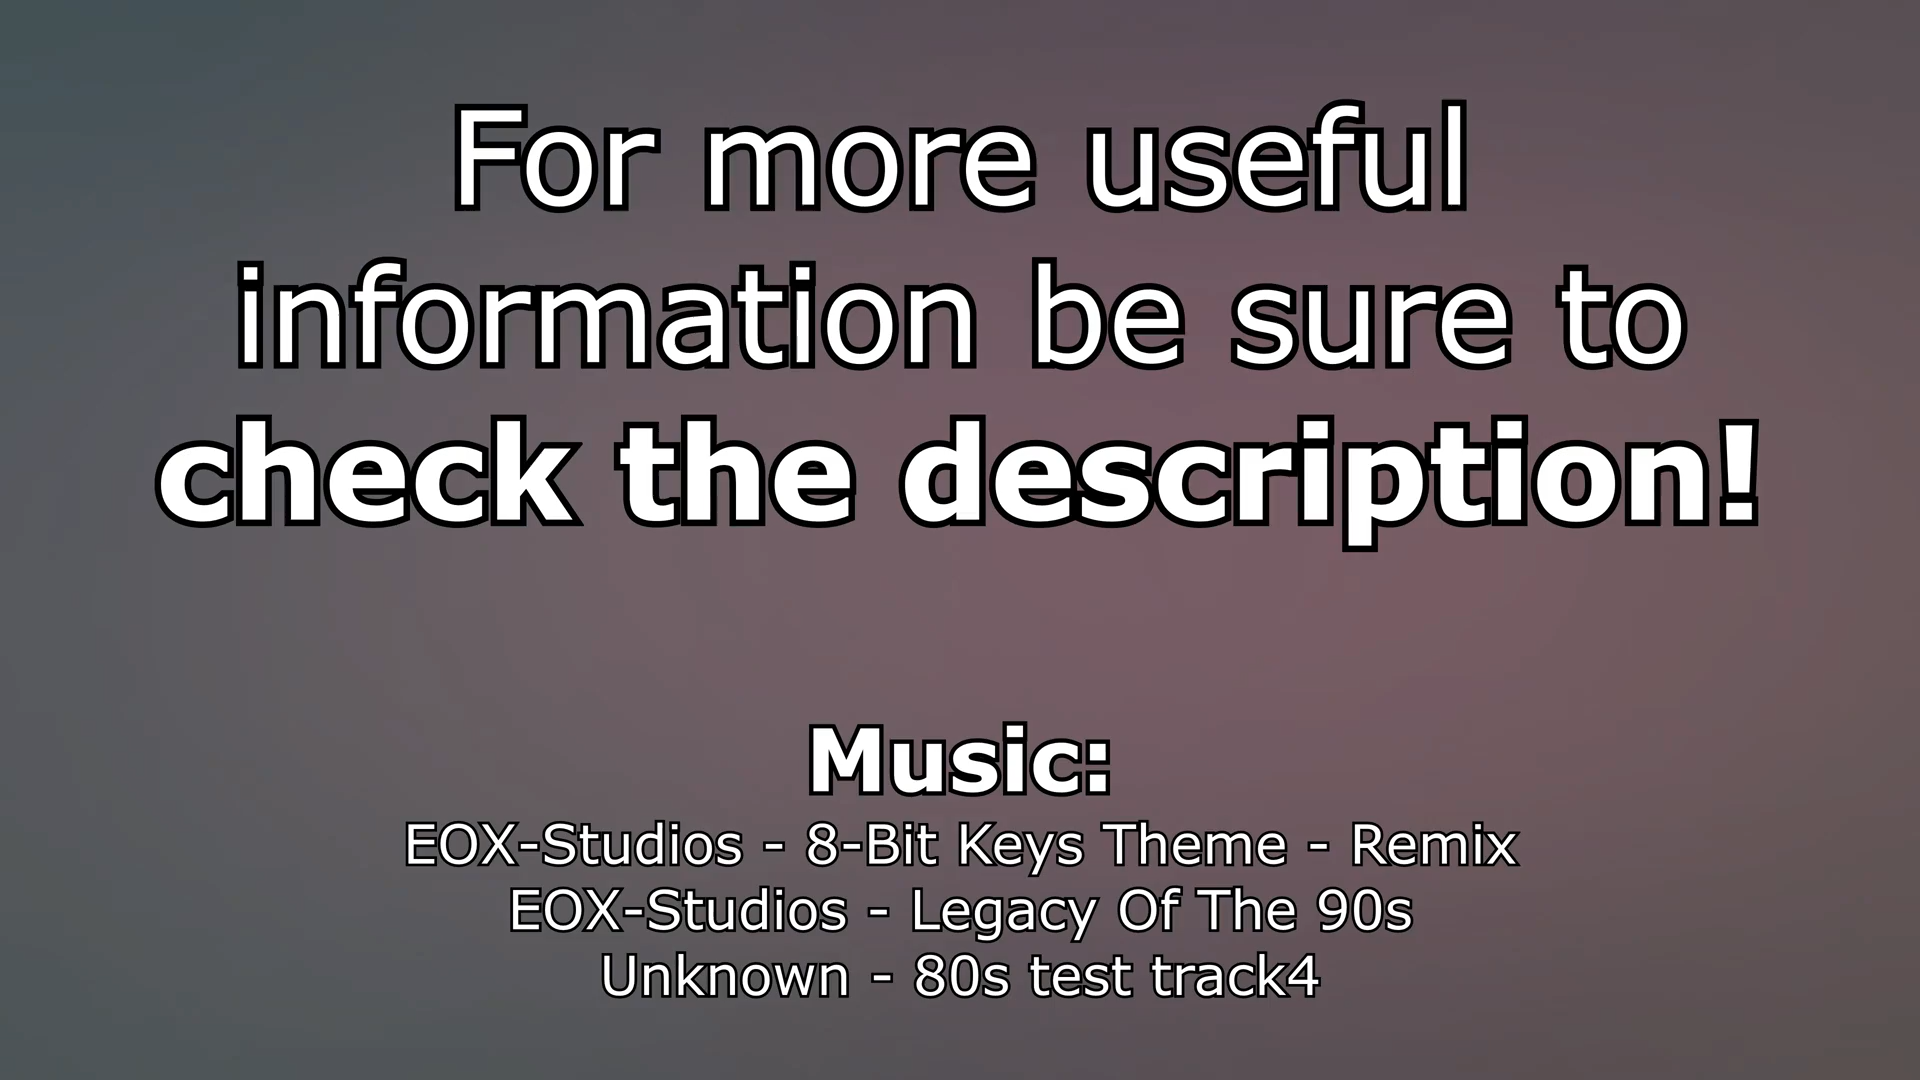 For more useful
information be sure to
check the description!
Music:
EOX-Studios - 8-Bit Keys Theme - Remix
EOX-Studios - Legacy Of The 90s
Unknown - 80s test track4